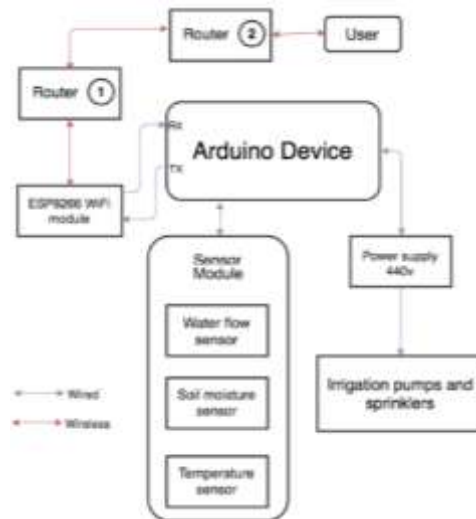 Router 2
User
Router 1
Rx
Arduino Device
TX
ESP8266 WiFi
module
Sensor
Module
Power supply
440v
Water flow
sensor
Irrigation pumps and
sprinklers
Soil moisture
sensor
Wired
Wireless
Temperature
sensor